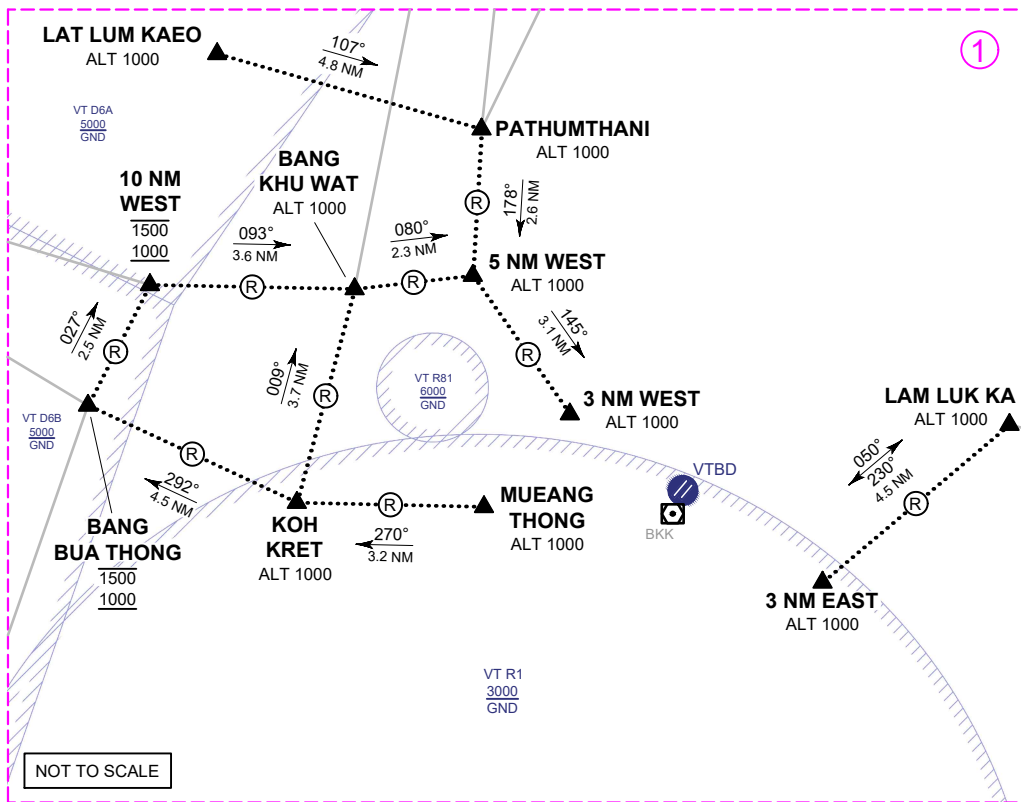 LAT LUM KAEO
ALT 1000
107°
4.8 NM
1
VT D6A
5000
GND
PATHUMTHANI
ALT 1000
BANG
KHU WAT
ALT 1000
10 NM
WEST
1500
1000
178°
2.6 NM
093°
3.6 NM
080°
2.3 NM
R
R
R
5 NM WEST
ALT 1000
027°
2.5 NM
R
145°
3.1 NM
R
009°
3.7 NM
R
VT R81
6000
GND
3 NM WEST
ALT 1000
LAM LUK KA
ALT 1000
VT D6B
5000
GND
R
292°
4.5 NM
050°
230°
4.5 NM
R
VTBD
BKK
BANG
BUA THONG
1500
1000
KOH
KRET
ALT 1000
R
270°
3.2 NM
MUEANG
THONG
ALT 1000
3 NM EAST
ALT 1000
VT R1
3000
GND
NOT TO SCALE